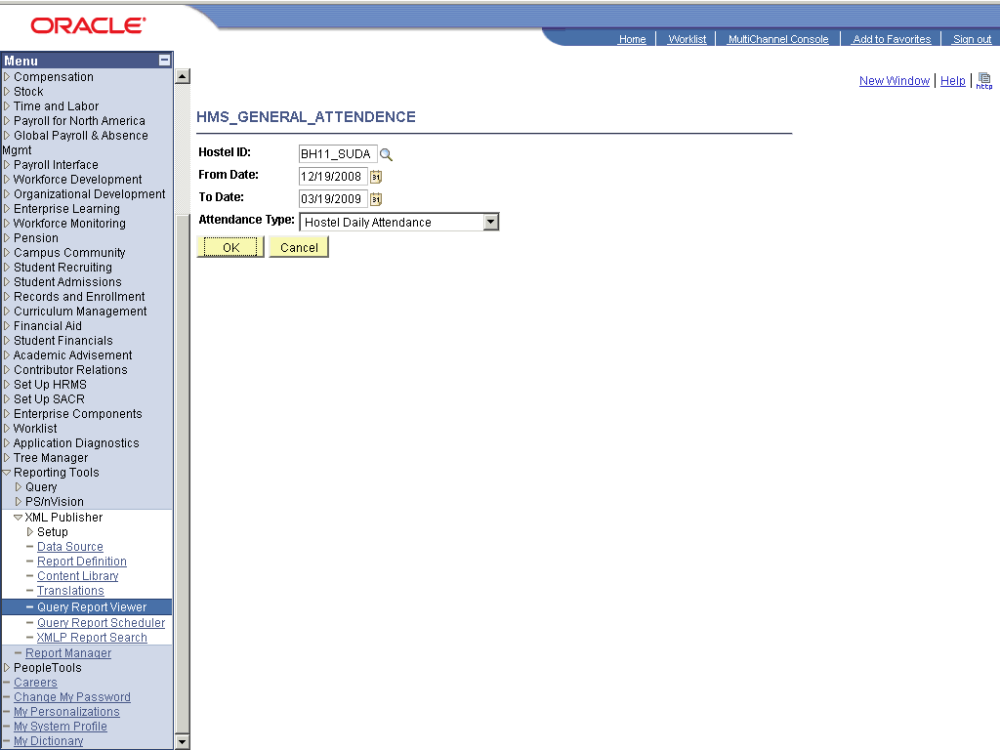 ORACLE
Home Worklist MultiChannel Console Add to Favorites Sign out
Menu
Compensation
Stock
Time and Labor
Payroll for North America
Global Payroll & Absence
Mgmt
Payroll Interface
Workforce Development
Organizational Development
Enterprise Learning
Workforce Monitoring
Pension
Campus Community
Student Recruiting
Student Admissions
Records and Enrollment
Curriculum Management
Financial Aid
Student Financials
Academic Advisement
Contributor Relations
Set Up HRMS
Set Up SACR
Enterprise Components
Worklist
Application Diagnostics
Tree Manager
Reporting Tools
Query
PS/nVision
XML Publisher
Setup
Data Source
Report Definition
Content Library
Translations
Query Report Viewer
Query Report Scheduler
XMLP Report Search
Report Manager
PeopleTools
Careers
Change My Password
My Personalizations
My System Profile
My Dictionary
New Window | Help | http
HMS_GENERAL_ATTENDENCE
Hostel ID: BH11_SUDA
From Date: 12/19/2008 31
To Date: 03/19/2009 31
Attendance Type: Hostel Daily Attendance
OK Cancel